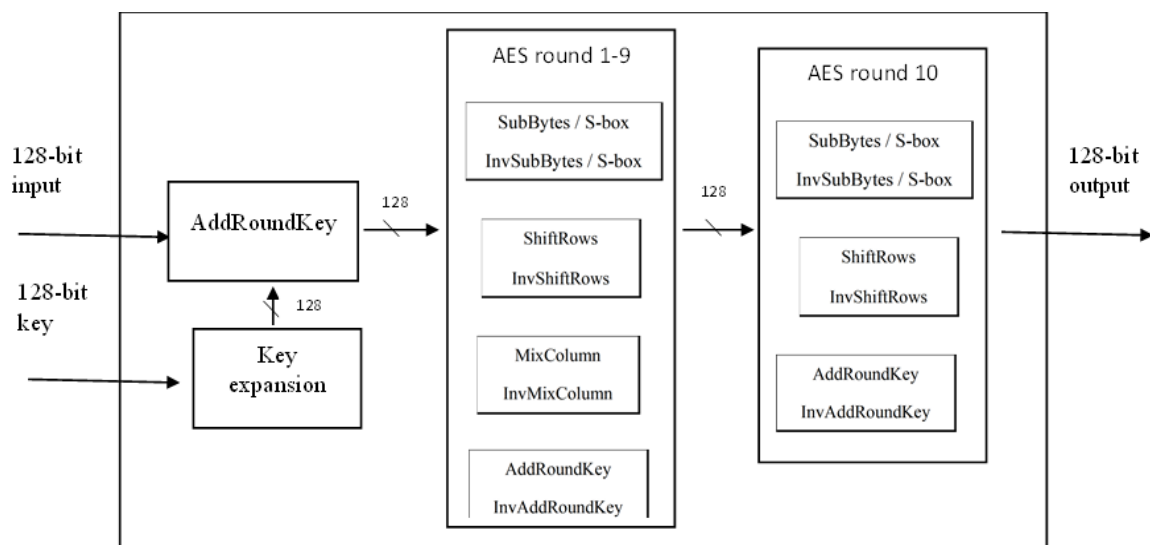 128-bit
input
128-bit
key
AddRoundKey
128
Key
expansion
128
AES round 1-9
SubBytes / S-box
InvSubBytes / S-box
ShiftRows
InvShiftRows
MixColumn
InvMixColumn
AddRoundKey
InvAddRoundKey
128
AES round 10
SubBytes / S-box
InvSubBytes / S-box
ShiftRows
InvShiftRows
AddRoundKey
InvAddRoundKey
128-bit
output